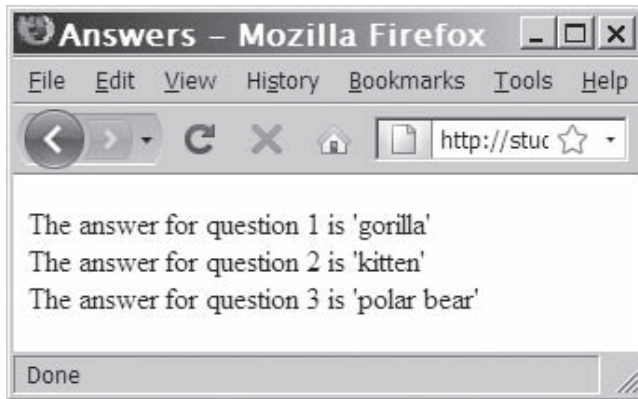 Answers – Mozilla Firefox
File Edit View History Bookmarks Tools Help
http://stuc
The answer for question 1 is 'gorilla'
The answer for question 2 is 'kitten'
The answer for question 3 is 'polar bear'
Done